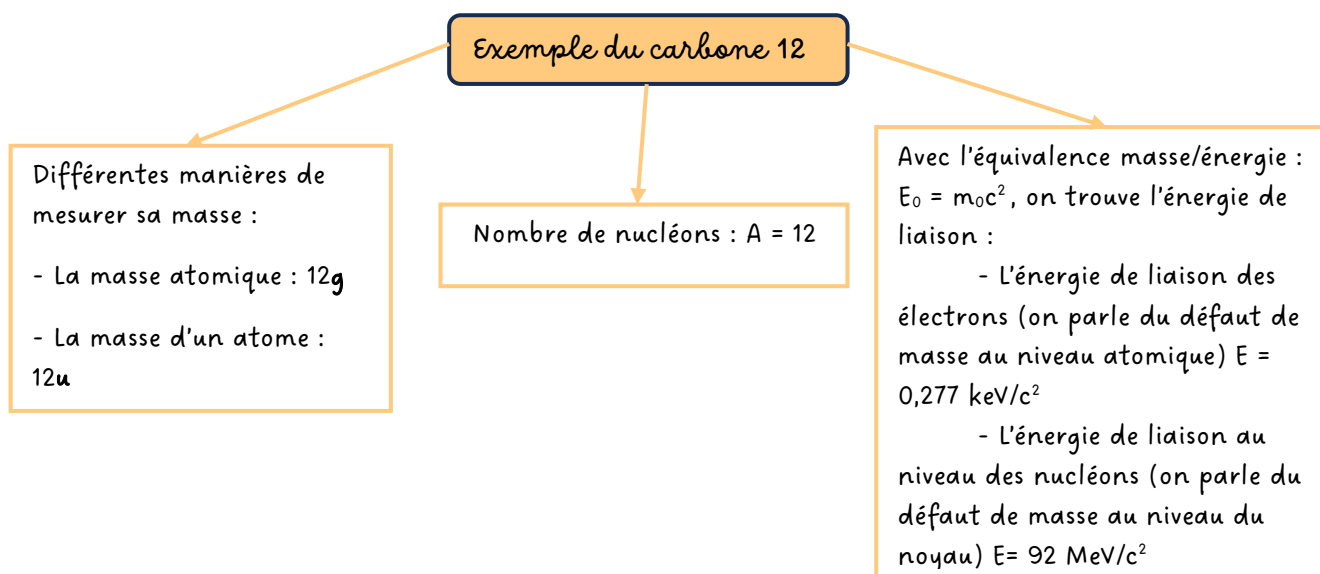 Exemple du carbone 12
Différentes manières de
mesurer sa masse :
- La masse atomique : 12g
- La masse d'un atome :
12u
Nombre de nucléons : A = 12
Avec l'équivalence masse/énergie :
E₀ = m₀c², on trouve l'énergie de
liaison :
- L'énergie de liaison des
électrons (on parle du défaut de
masse au niveau atomique) E =
0,277 keV/c²
- L'énergie de liaison au
niveau des nucléons (on parle du
défaut de masse au niveau du
noyau) E= 92 MeV/c²